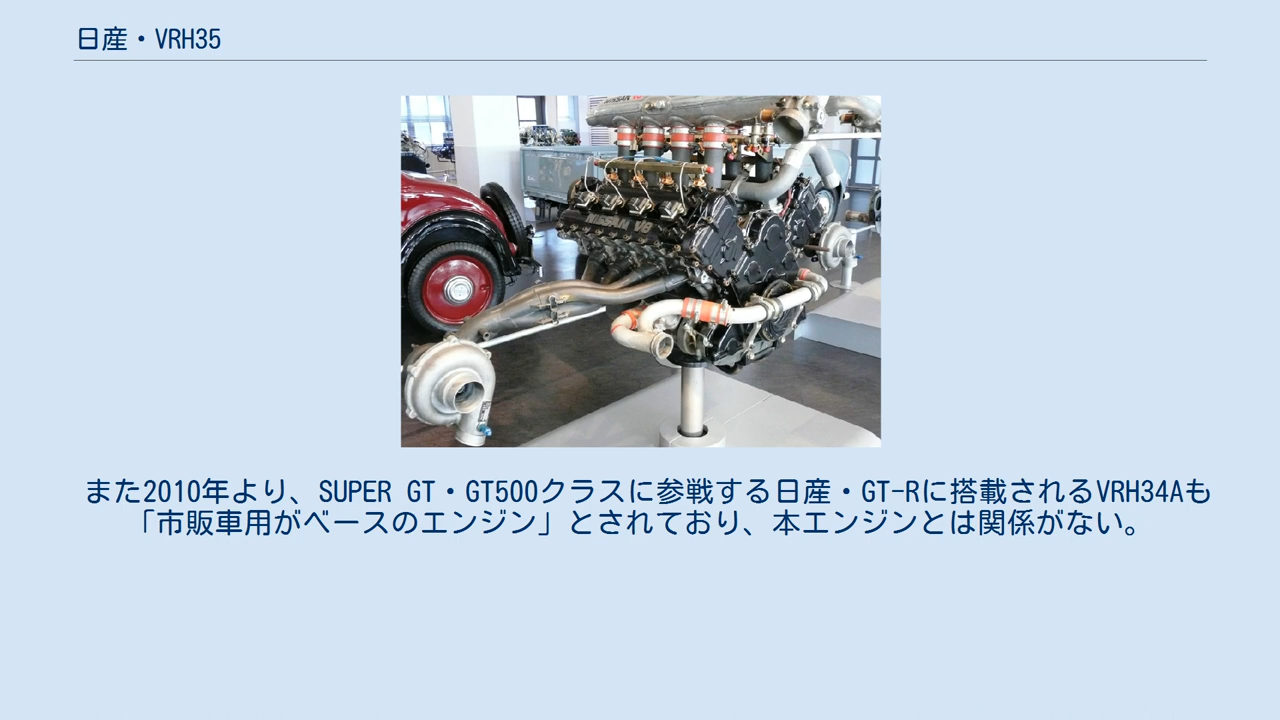 日産・VRH35
NISSAN V8
また2010年より、SUPER GT・GT500クラスに参戦する日産・GT-Rに搭載されるVRH34Aも
「市販車用がベースのエンジン」とされており、本エンジンとは関係がない。